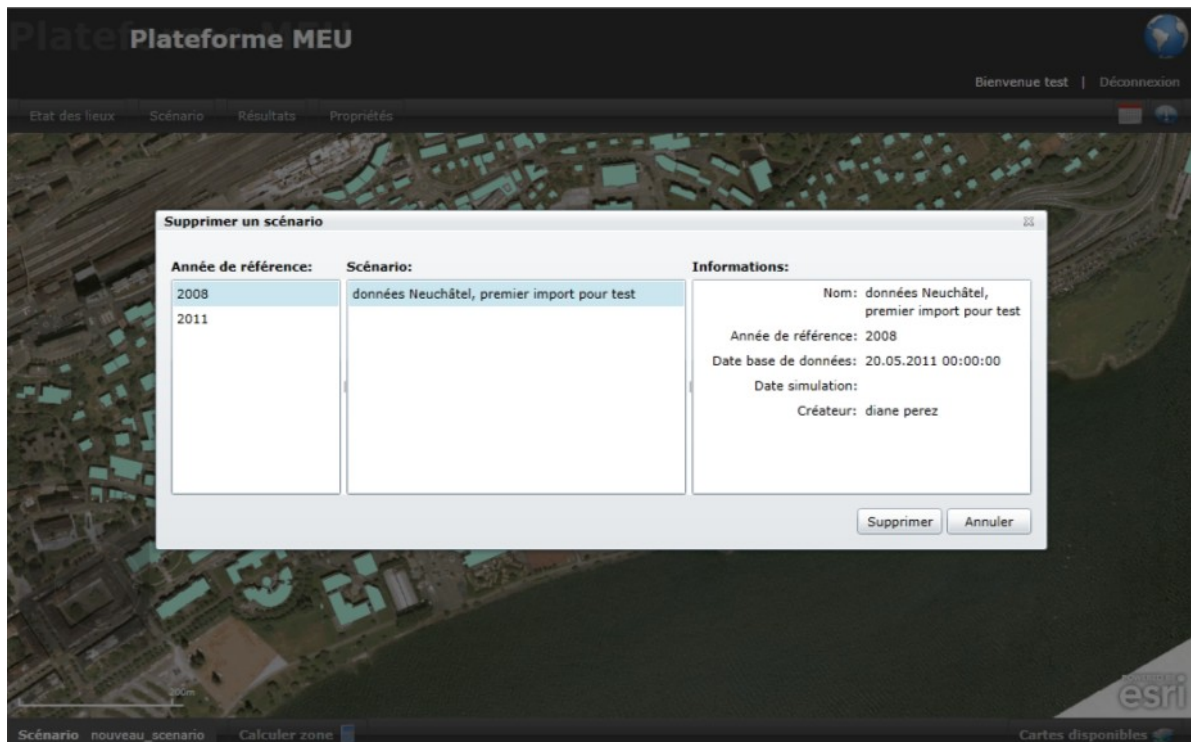 Plateforme MEU
Bienvenue test | Déconnexion
Etat des lieux Scénario Résultats Propriétés
Supprimer un scénario
Année de référence: Scénario: Informations:
2008
2011
données Neuchâtel, premier import pour test
Nom: données Neuchâtel,
premier import pour test
Année de référence: 2008
Date base de données: 20.05.2011 00:00:00
Date simulation:
Créateur: diane perez
Supprimer Annuler
200m
esri
Scénario nouveau_scenario Calculer zone Cartes disponibles